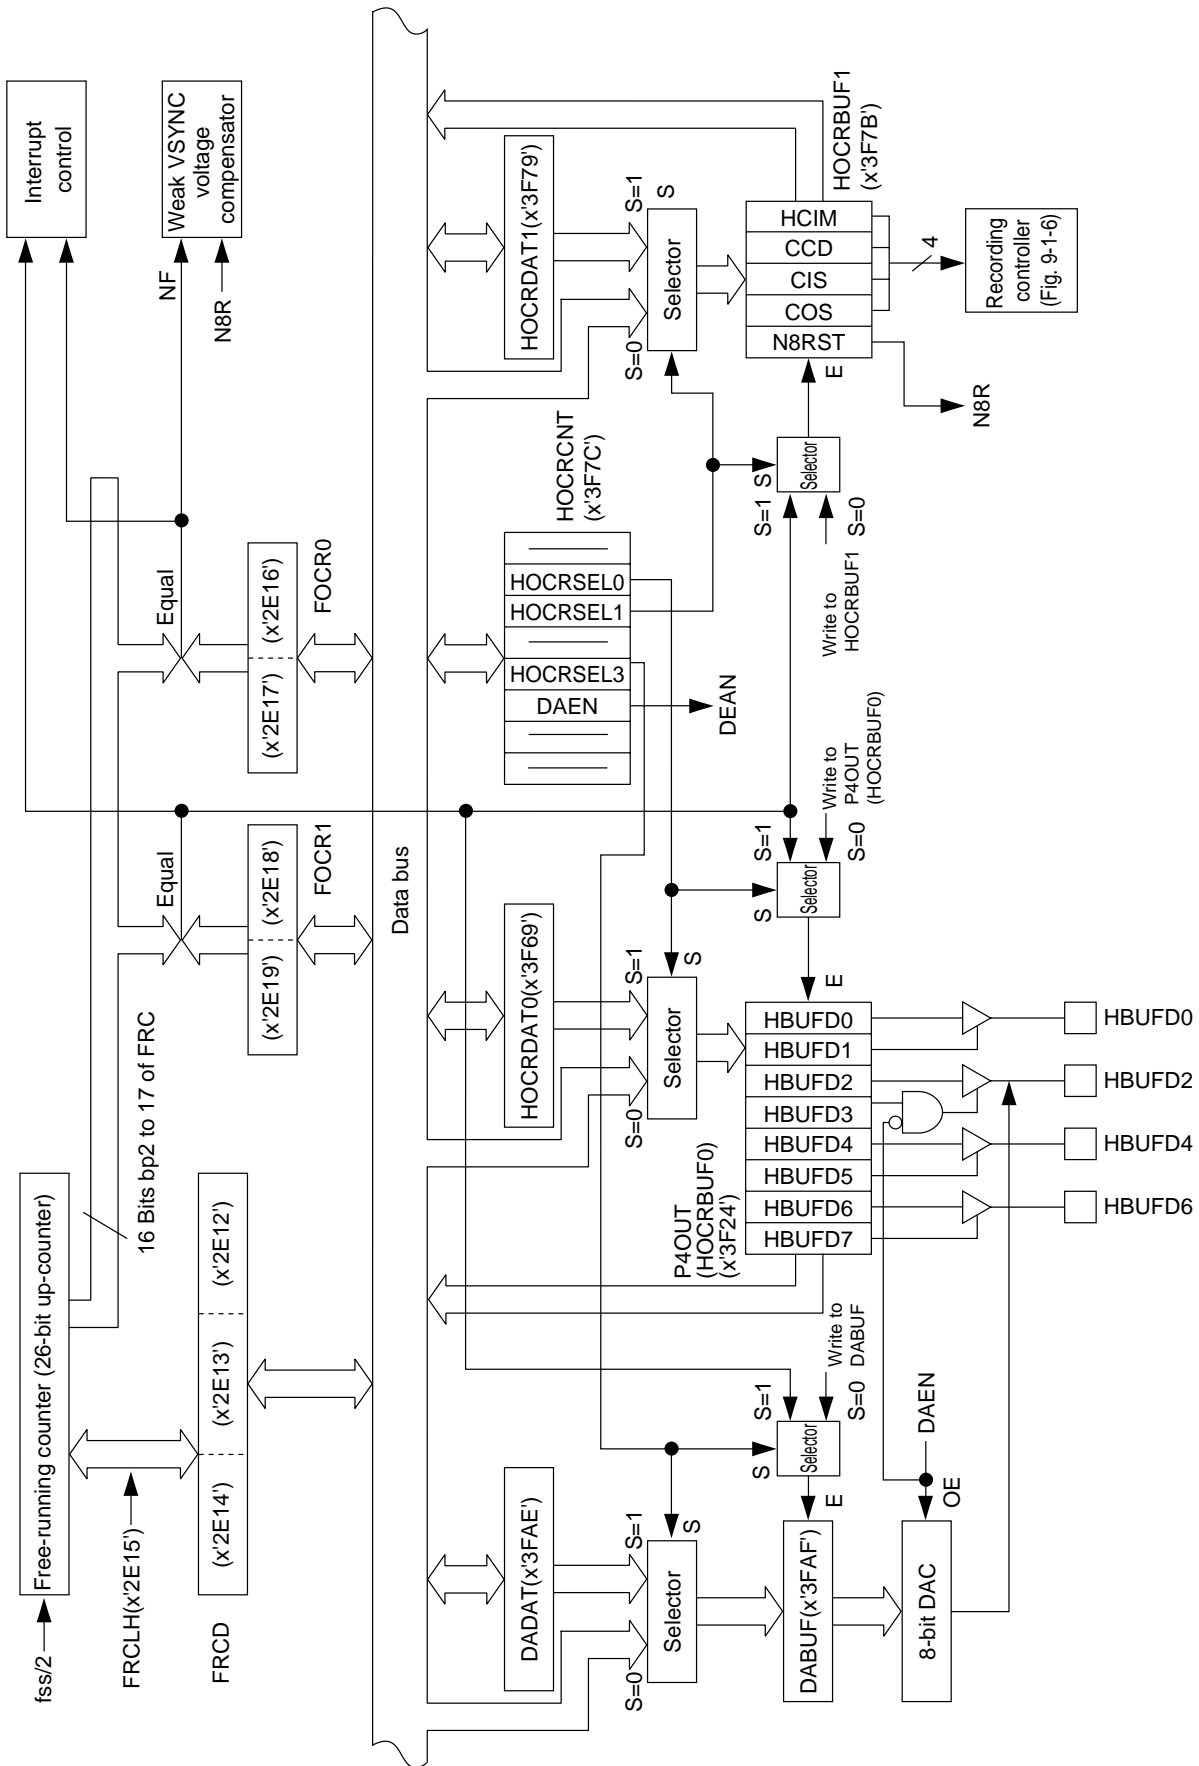 fss/2
Free-running counter (26-bit up-counter)
FRCLH(x'2E15')
FRCD
(x'2E14')
(x'2E13')
(x'2E12')
16 Bits bp2 to 17 of FRC
Equal
(x'2E19')
(x'2E18')
FOCR1
Equal
(x'2E17')
(x'2E16')
FOCR0
Interrupt
control
NF
N8R
Weak VSYNC
voltage
compensator
Data bus
DADAT(x'3FAE')
S=0
S=1
S
Selector
S
S=1
S=0
Write to
DABUF
Selector
E
DABUF(x'3FAF')
8-bit DAC
OE
DAEN
HOCRDAT0(x'3F69')
S=0
S=1
S
Selector
P4OUT
(HOCRBUF0)
(x'3F24')
HBUFD0
HBUFD1
HBUFD2
HBUFD3
HBUFD4
HBUFD5
HBUFD6
HBUFD7
E
Selector
S
S=1
S=0
Write to
P4OUT
(HOCRBUF0)
HBUFD0
HBUFD2
HBUFD4
HBUFD6
HOCRCNT
(x'3F7C')
HOCRSEL0
HOCRSEL1
HOCRSEL3
DAEN
DEAN
HOCRDAT1(x'3F79')
S=0
S=1
S
Selector
S=1
S
S=0
Selector
Write to
HOCRBUF1
E
HCIM
CCD
CIS
COS
N8RST
HOCRBUF1
(x'3F7B')
4
N8R
Recording
controller
(Fig. 9-1-6)